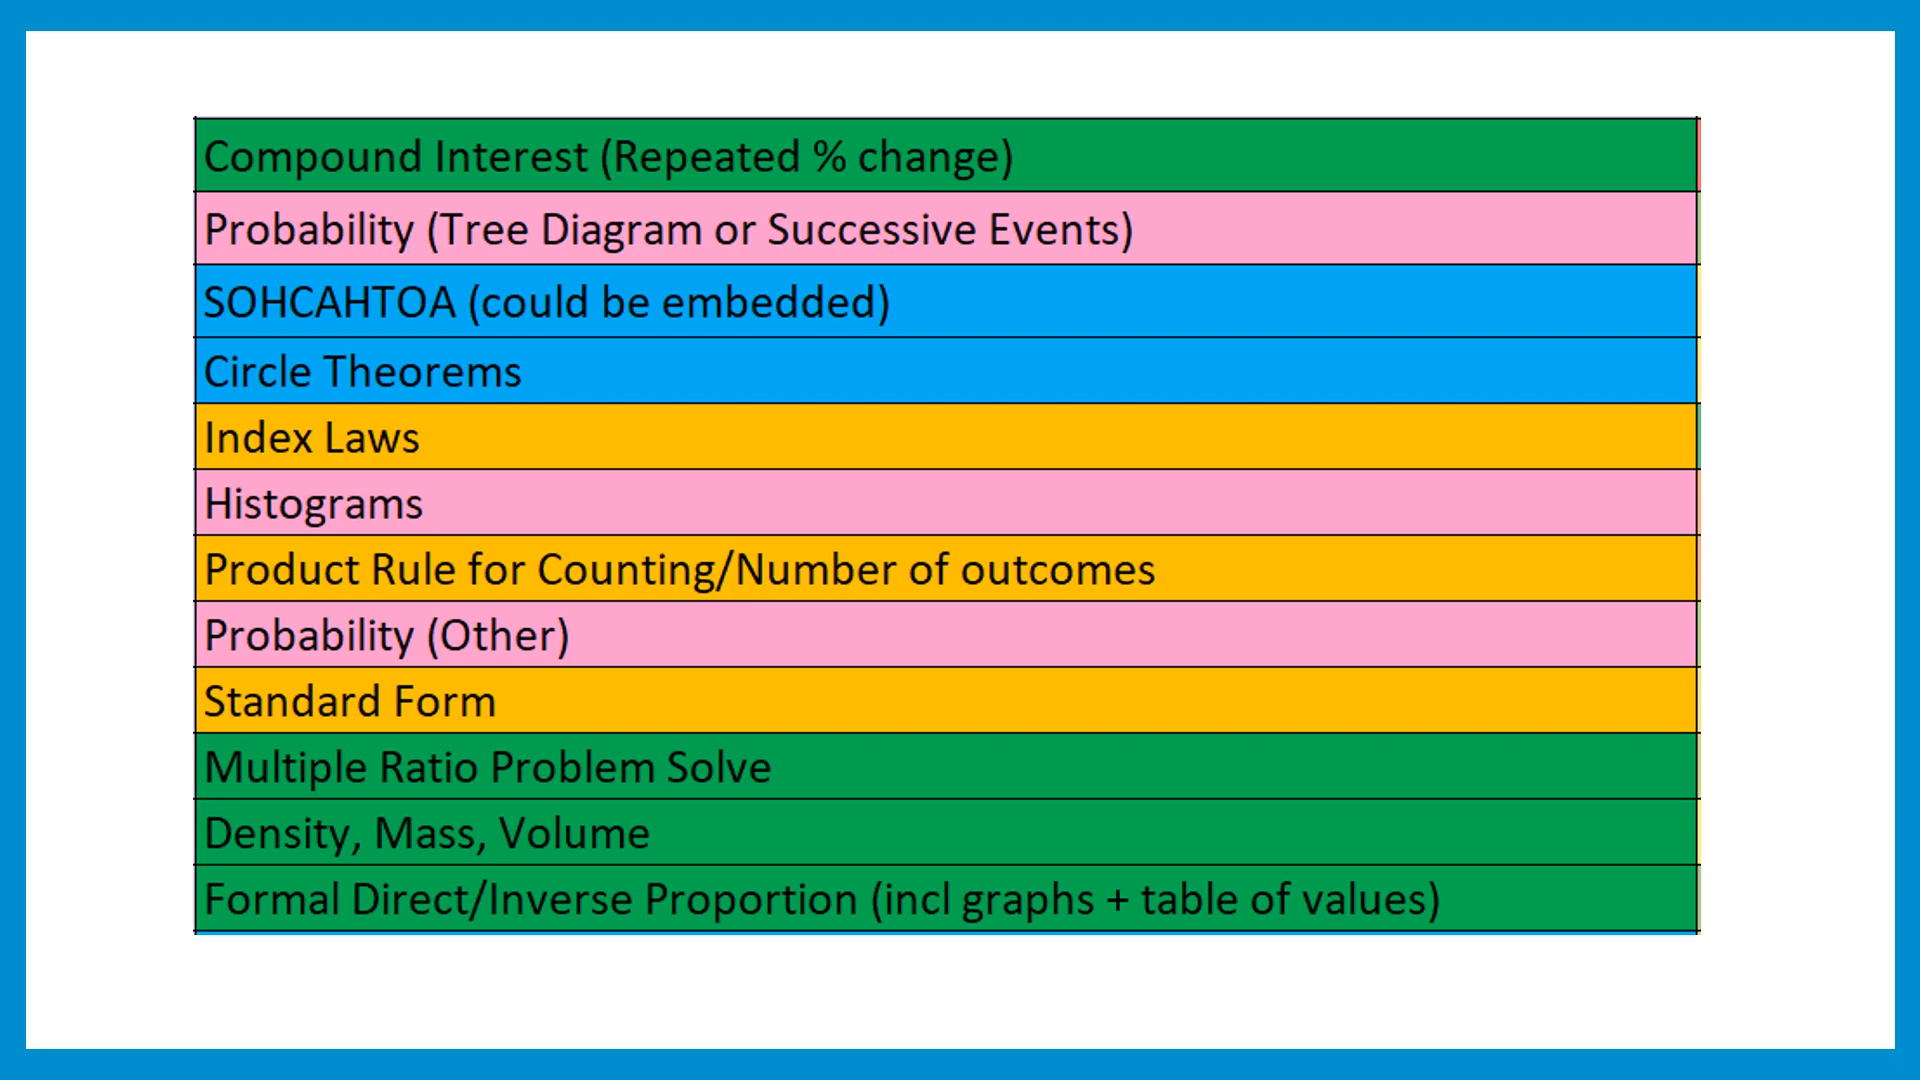 Compound Interest (Repeated % change)
Probability (Tree Diagram or Successive Events)
SOHCAHTOA (could be embedded)
Circle Theorems
Index Laws
Histograms
Product Rule for Counting/Number of outcomes
Probability (Other)
Standard Form
Multiple Ratio Problem Solve
Density, Mass, Volume
Formal Direct/Inverse Proportion (incl graphs + table of values)